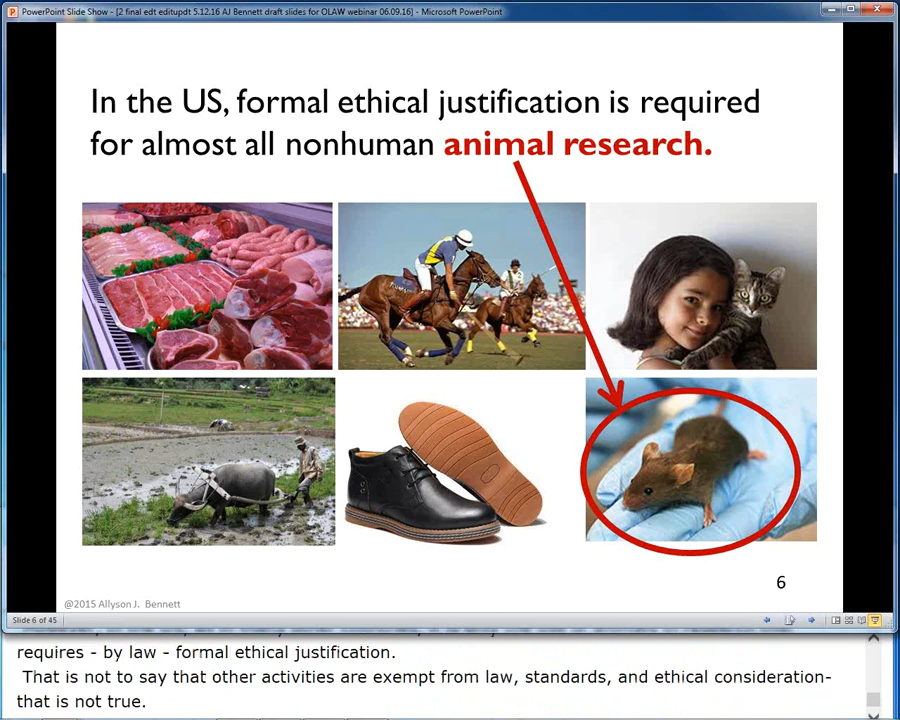 PowerPoint Slide Show - [2 final edt editupdt 5.12.16 AJ Bennett draft slides for OLAW webinar 06.09.16] - Microsoft PowerPoint
In the US, formal ethical justification is required
for almost all nonhuman animal research.
6
@2015 Allyson J. Bennett
Slide 6 of 45
requires - by law - formal ethical justification.
That is not to say that other activities are exempt from law, standards, and ethical consideration-
that is not true.